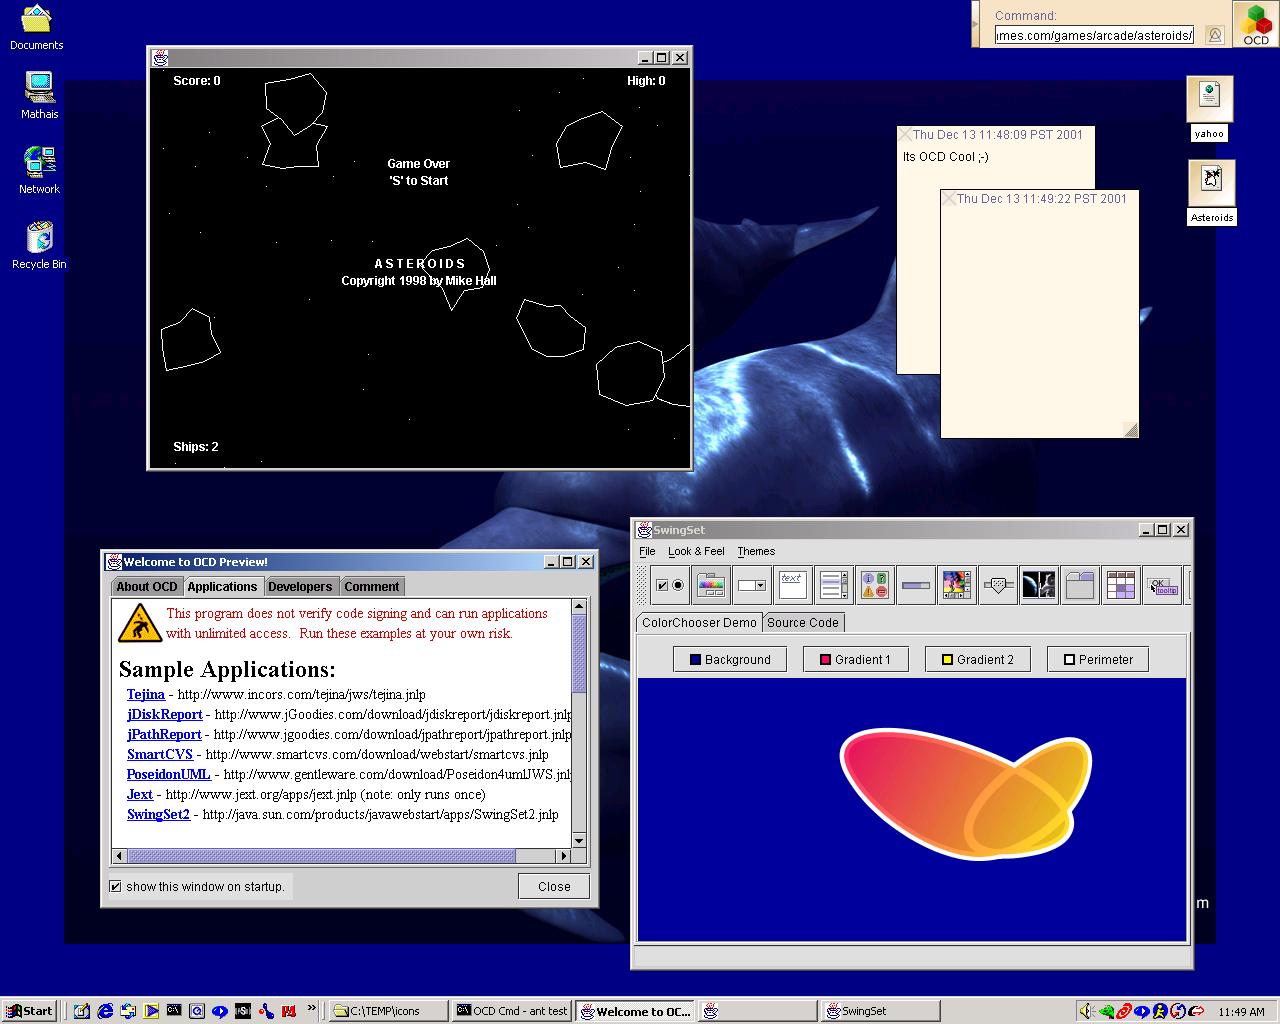 Documents
Mathais
Network
Recycle Bin
Score: 0
High: 0
Game Over
'S' to Start
A S T E R O I D S
Copyright 1998 by Mike Hall
Ships: 2
Command:
mes.com/games/arcade/asteroids/
OCD
yahoo
Asteroids
Thu Dec 13 11:48:09 PST 2001
Its OCD Cool ;-)
Thu Dec 13 11:49:22 PST 2001
Welcome to OCD Preview!
About OCD Applications Developers Comment
This program does not verify code signing and can run applications
with unlimited access. Run these examples at your own risk.
Sample Applications:
Tejina - http://www.incors.com/tejina/jws/tejina.jnlp
jDiskReport - http://www.jGoodies.com/download/jdiskreport/jdiskreport.jnlp
jPathReport - http://www.jgoodies.com/download/jpathreport/jpathreport.jnlp
SmartCVS - http://www.smartcvs.com/download/webstart/smartcvs.jnlp
PoseidonUML - http://www.gentleware.com/download/Poseidon4umlJWS.jnl
Jext - http://www.jext.org/apps/jext.jnlp (note: only runs once)
SwingSet2 - http://java.sun.com/products/javawebstart/apps/SwingSet2.jnlp
show this window on startup.
Close
SwingSet
File Look & Feel Themes
text
OK
tooltip
ColorChooser Demo Source Code
Background Gradient 1 Gradient 2 Perimeter
m
Start
C:\TEMP\icons
OCD Cmd - ant test
Welcome to OC...
SwingSet
11:49 AM